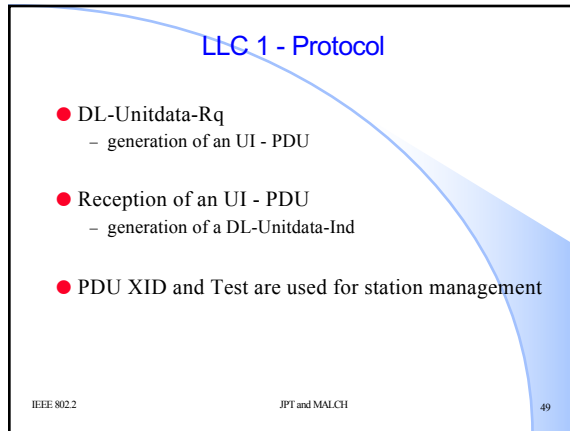 LLC 1 - Protocol
● DL-Unitdata-Rq
– generation of an UI - PDU
● Reception of an UI - PDU
– generation of a DL-Unitdata-Ind
● PDU XID and Test are used for station management
IEEE 802.2 JPT and MALCH 49